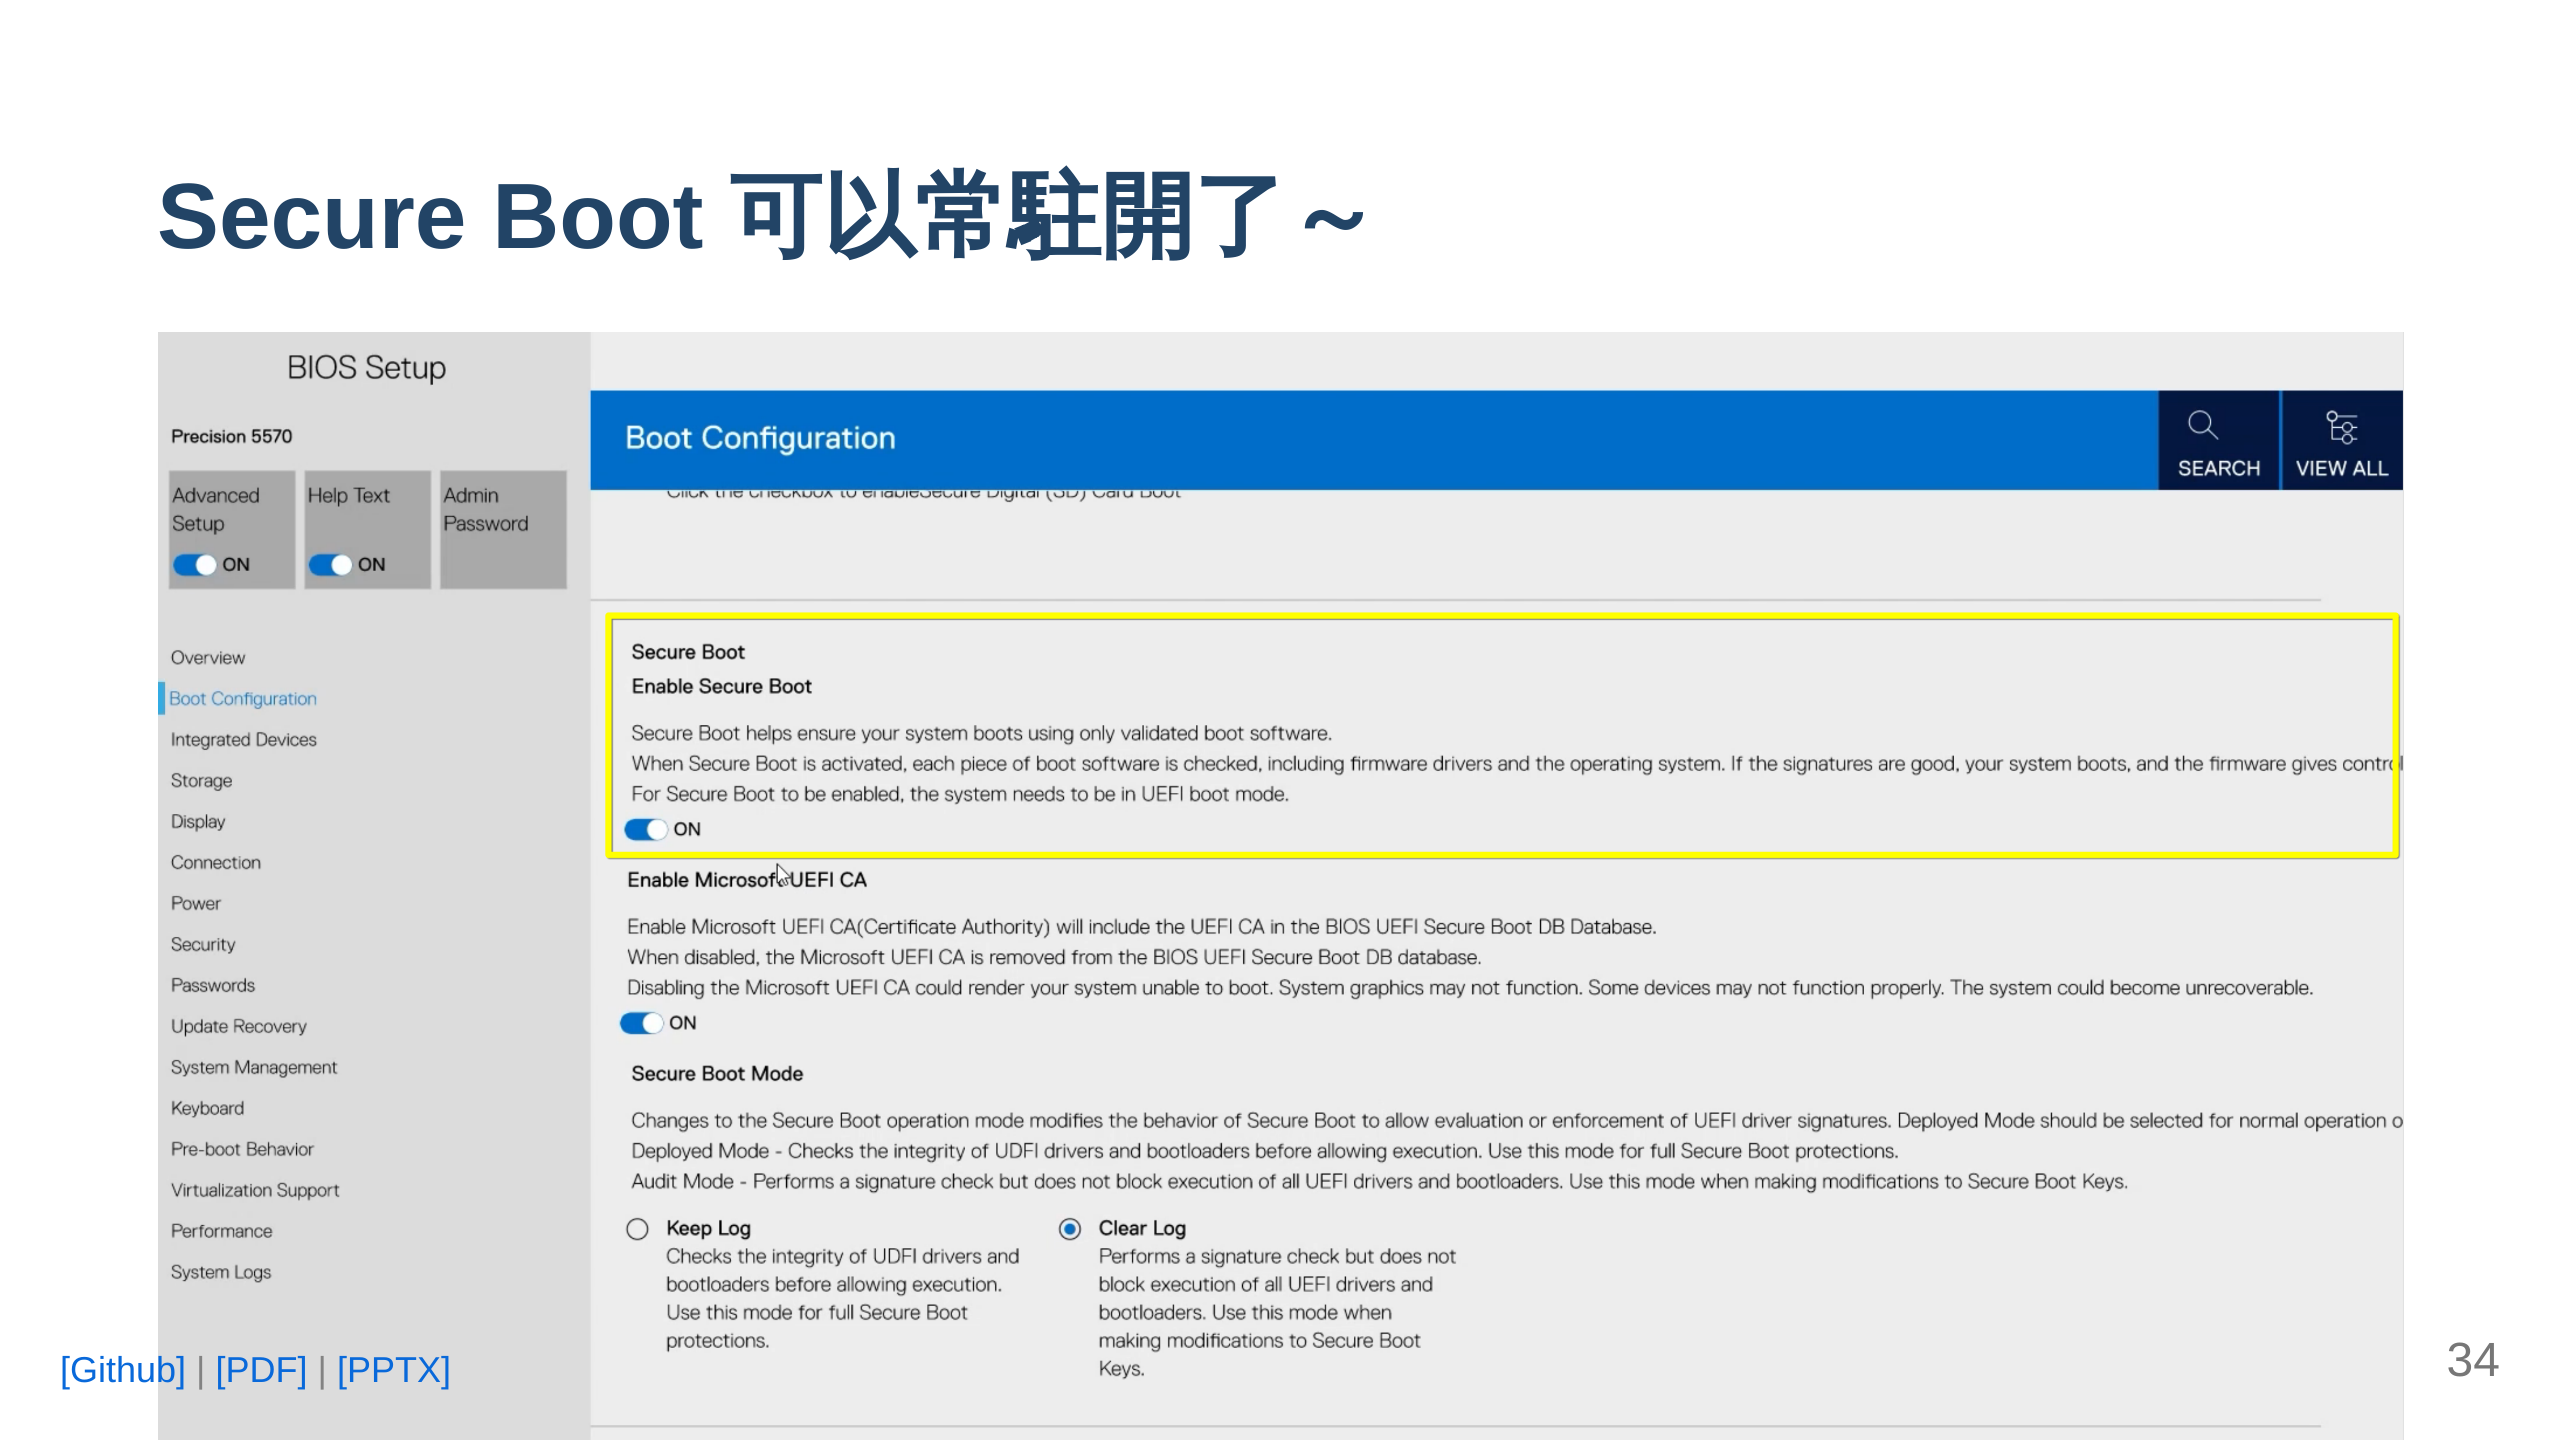 Secure Boot 可以常駐開了～
BIOS Setup
Precision 5570
Advanced Setup
ON
Help Text
ON
Admin Password
Overview
Boot Configuration
Integrated Devices
Storage
Display
Connection
Power
Security
Passwords
Update Recovery
System Management
Keyboard
Pre-boot Behavior
Virtualization Support
Performance
System Logs
Boot Configuration
SEARCH
VIEW ALL
Click the checkbox to enableSecure Digital (SD) Card Boot
Secure Boot
Enable Secure Boot
Secure Boot helps ensure your system boots using only validated boot software.
When Secure Boot is activated, each piece of boot software is checked, including firmware drivers and the operating system. If the signatures are good, your system boots, and the firmware gives control
For Secure Boot to be enabled, the system needs to be in UEFI boot mode.
ON
Enable Microsoft UEFI CA
Enable Microsoft UEFI CA(Certificate Authority) will include the UEFI CA in the BIOS UEFI Secure Boot DB Database.
When disabled, the Microsoft UEFI CA is removed from the BIOS UEFI Secure Boot DB database.
Disabling the Microsoft UEFI CA could render your system unable to boot. System graphics may not function. Some devices may not function properly. The system could become unrecoverable.
ON
Secure Boot Mode
Changes to the Secure Boot operation mode modifies the behavior of Secure Boot to allow evaluation or enforcement of UEFI driver signatures. Deployed Mode should be selected for normal operation o
Deployed Mode - Checks the integrity of UDFI drivers and bootloaders before allowing execution. Use this mode for full Secure Boot protections.
Audit Mode - Performs a signature check but does not block execution of all UEFI drivers and bootloaders. Use this mode when making modifications to Secure Boot Keys.
Keep Log
Checks the integrity of UDFI drivers and
bootloaders before allowing execution.
Use this mode for full Secure Boot
protections.
Clear Log
Performs a signature check but does not
block execution of all UEFI drivers and
bootloaders. Use this mode when
making modifications to Secure Boot
Keys.
[Github] | [PDF] | [PPTX]
34